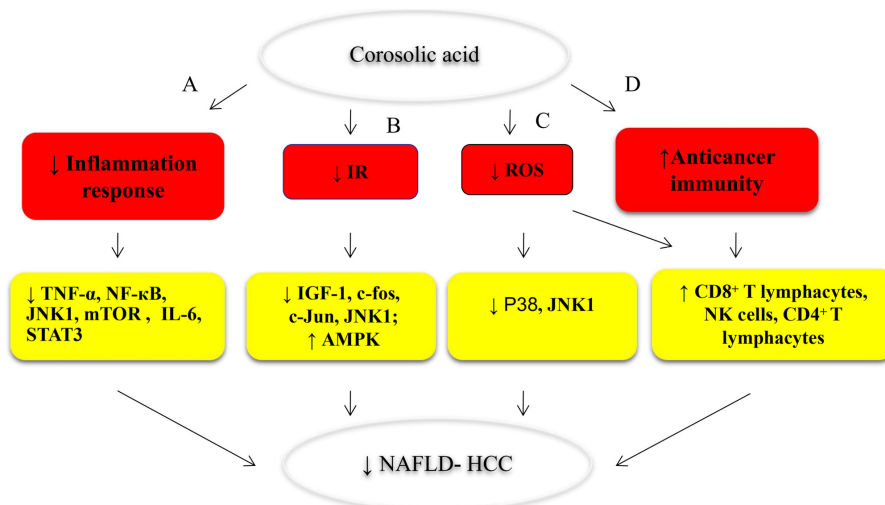 Corosolic acid
A
B
C
D
↓ Inflammation
response
↓ IR
↓ ROS
↑Anticancer
immunity
↓ TNF-α, NF-κB,
JNK1, mTOR , IL-6,
STAT3
↓ IGF-1, c-fos,
c-Jun, JNK1;
↑ AMPK
↓ P38, JNK1
↑ CD8⁺ T lymphacytes,
NK cells, CD4⁺ T
lymphacytes
↓ NAFLD- HCC